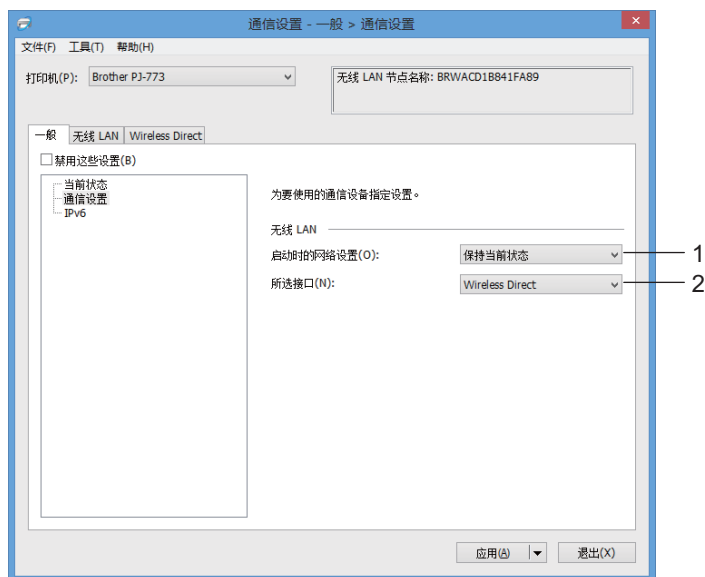 通信设置 - 一般 > 通信设置
文件(F) 工具(T) 帮助(H)
打印机(P): Brother PJ-773
无线 LAN 节点名称: BRWACD1B841FA89
一般 无线 LAN Wireless Direct
禁用这些设置(B)
当前状态
通信设置
IPv6
为要使用的通信设备指定设置。
无线 LAN
启动时的网络设置(O): 保持当前状态 1
所选接口(N): Wireless Direct 2
应用(A) 退出(X)